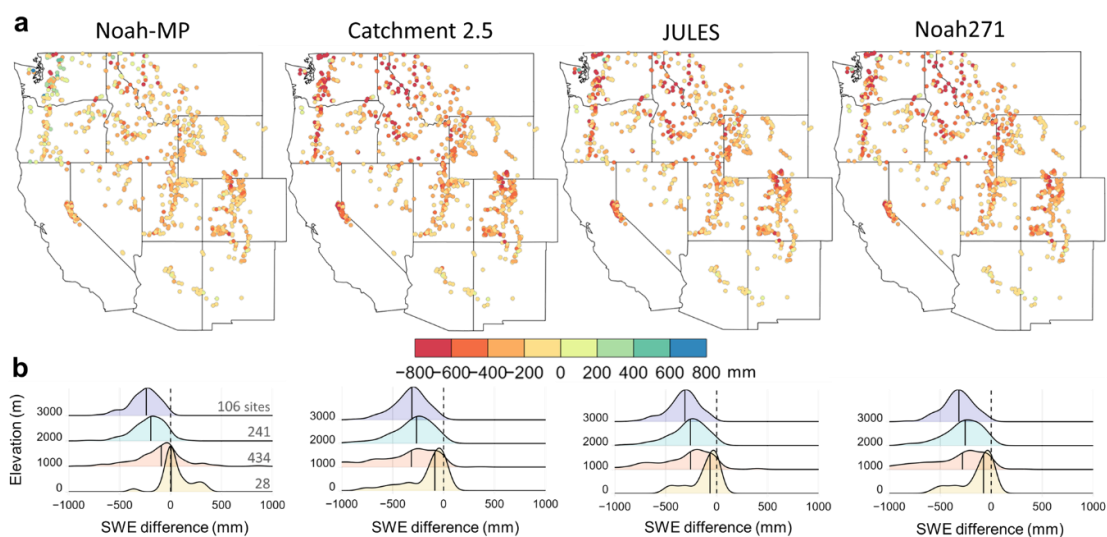 a
Noah-MP
Catchment 2.5
JULES
Noah271
−800 −600 −400 −200 0 200 400 600 800 mm
b
Elevation (m)
3000
2000
1000
0
106 sites
241
434
28
−1000 −500 0 500 1000
SWE difference (mm)
3000
2000
1000
0
−1000 −500 0 500 1000
SWE difference (mm)
3000
2000
1000
0
−1000 −500 0 500 1000
SWE difference (mm)
3000
2000
1000
0
−1000 −500 0 500 1000
SWE difference (mm)